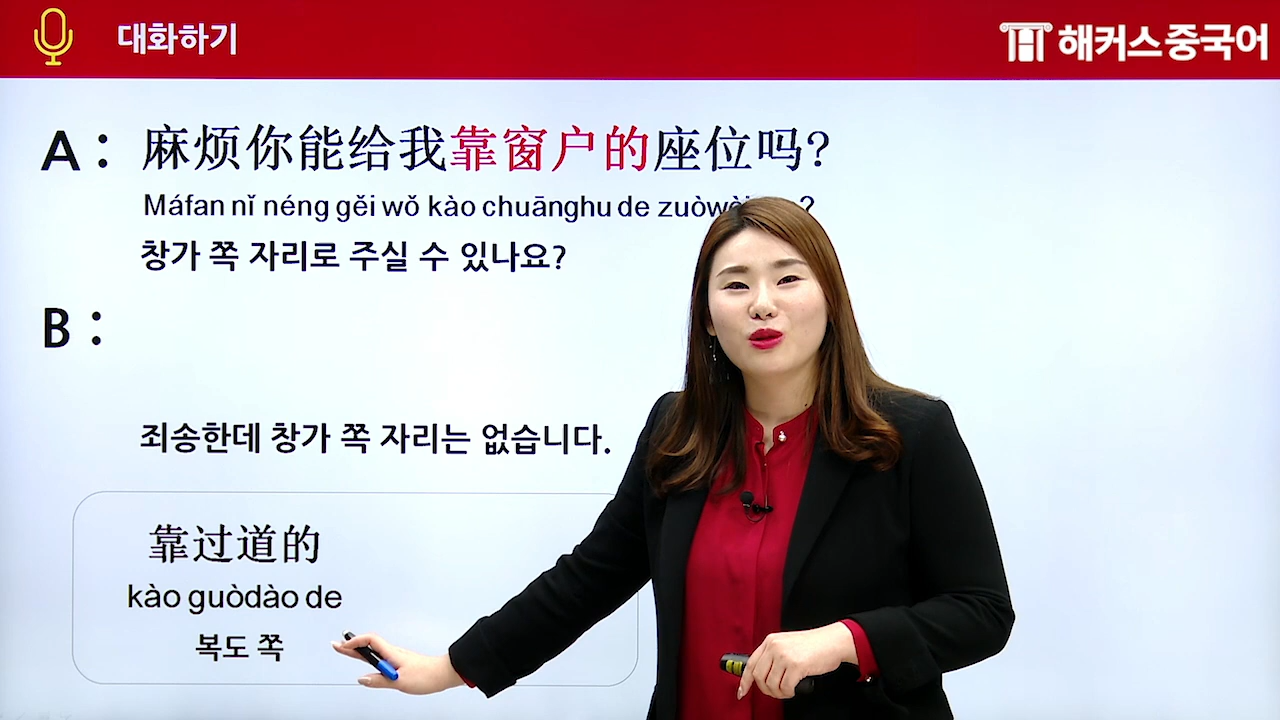 대화하기
해커스중국어
A : 麻烦你能给我靠窗户的座位吗?
Máfan nǐ néng gěi wǒ kào chuānghu de ?
창가 쪽 자리로 주실 수 있나요?
B :
죄송한데 창가 쪽 자리는 없습니다.
靠过道的
kào guòdào de
복도 쪽